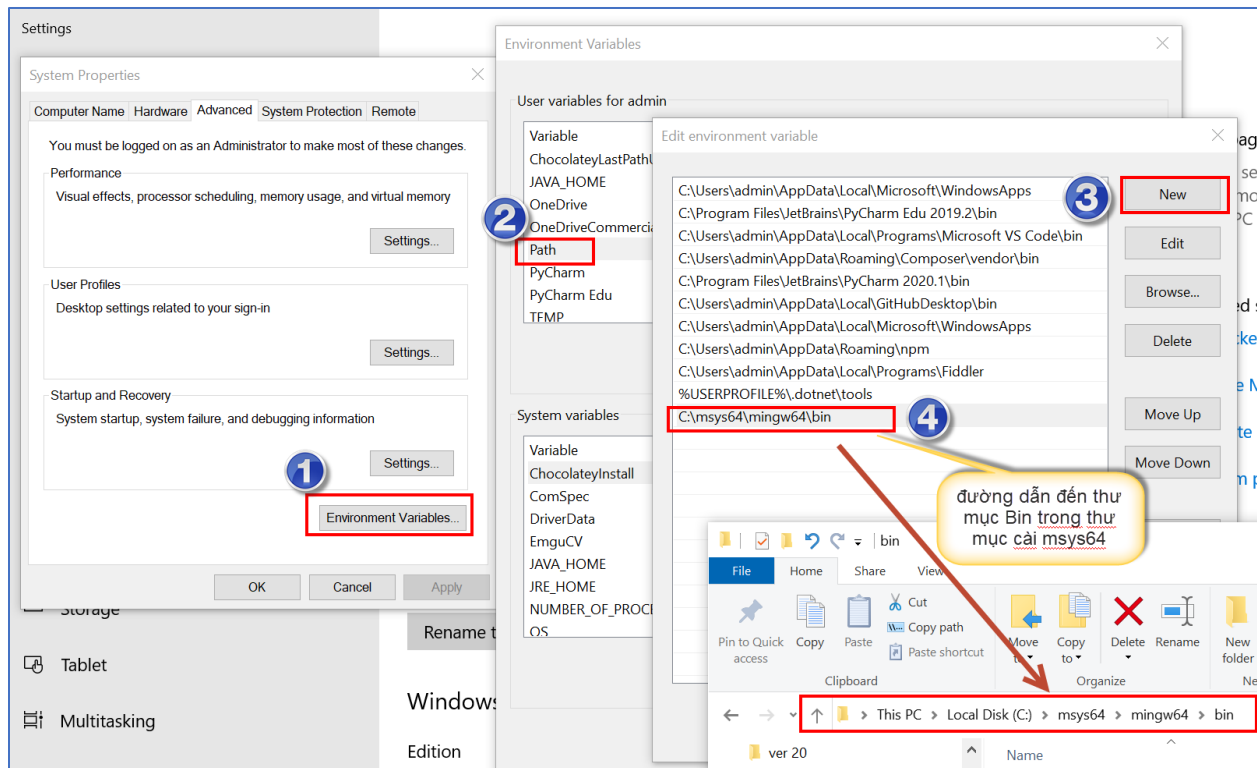 Settings
System Properties
Computer Name Hardware Advanced System Protection Remote
You must be logged on as an Administrator to make most of these changes.
Performance
Visual effects, processor scheduling, memory usage, and virtual memory
Settings...
User Profiles
Desktop settings related to your sign-in
Settings...
Startup and Recovery
System startup, system failure, and debugging information
Settings...
1
Environment Variables...
OK Cancel Apply
Storage
Tablet
Multitasking
Rename t
Windows
Edition
Environment Variables
User variables for admin
Variable
ChocolateyLastPathU
JAVA_HOME
OneDrive
OneDriveCommercia
2
Path
PyCharm
PyCharm Edu
TEMP
System variables
Variable
ChocolateyInstall
ComSpec
DriverData
EmguCV
JAVA_HOME
JRE_HOME
NUMBER_OF_PROCE
OS
Edit environment variable
C:\Users\admin\AppData\Local\Microsoft\WindowsApps
C:\Program Files\JetBrains\PyCharm Edu 2019.2\bin
C:\Users\admin\AppData\Local\Programs\Microsoft VS Code\bin
C:\Users\admin\AppData\Roaming\Composer\vendor\bin
C:\Program Files\JetBrains\PyCharm 2020.1\bin
C:\Users\admin\AppData\Local\GitHubDesktop\bin
C:\Users\admin\AppData\Local\Microsoft\WindowsApps
C:\Users\admin\AppData\Roaming\npm
C:\Users\admin\AppData\Local\Programs\Fiddler
%USERPROFILE%\.dotnet\tools
C:\msys64\mingw64\bin
4
3
New
Edit
Browse...
Delete
Move Up
Move Down
đường dẫn đến thư
mục Bin trong thư
mục cài msys64
bin
File Home Share View
Pin to Quick
access
Copy
Paste
Cut
Copy path
Paste shortcut
Clipboard
Move
to
Copy
to
Delete
Rename
Organize
New
folder
Ne
This PC > Local Disk (C:) > msys64 > mingw64 > bin
ver 20
Name